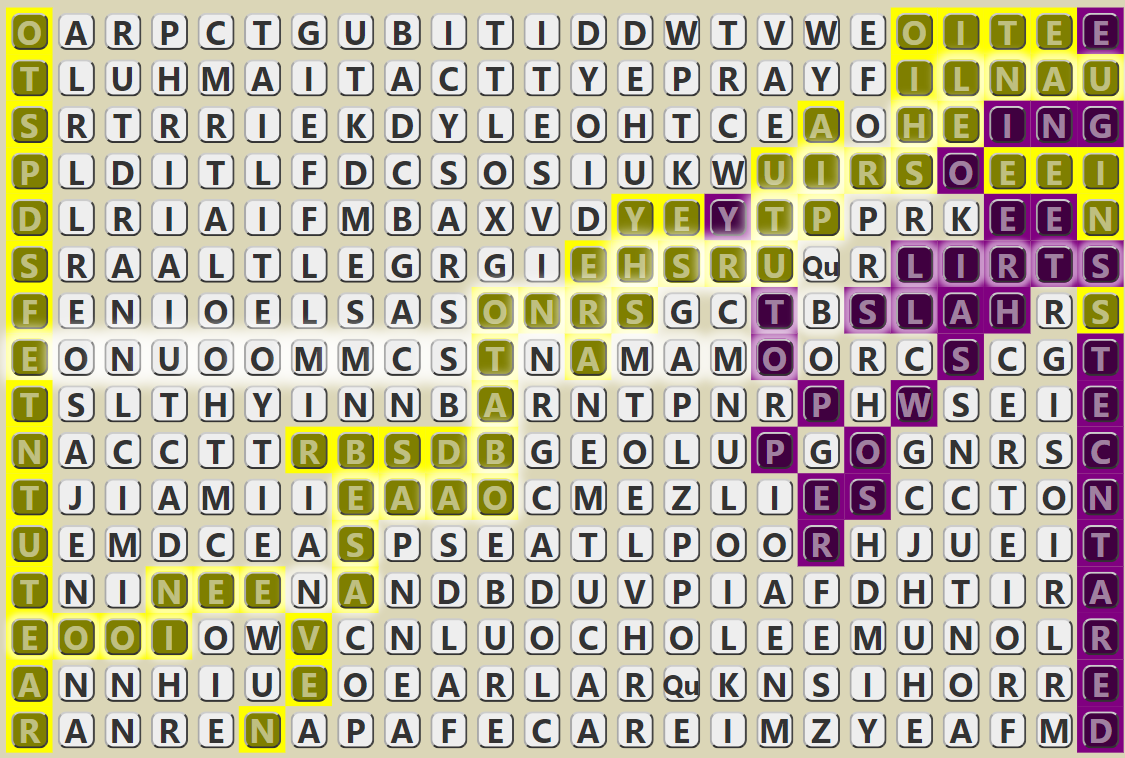 O A R P C T G U B I T I D D W T V W E O I T E E
T L U H M A I T A C T T Y E P R A Y F I L N A U
S R T R R I E K D Y L E O H T C E A O H E I N G
P L D I T L F D C S O S I U K W U I R S O E E I
D L R I A I F M B A X V D Y E Y T P P R K E E N
S R A A L T L E G R G I E H S R U Qu R L I R T S
F E N I O E L S A S O N R S G C T B S L A H R S
E O N U O O M M C S T N A M A M O O R C S C G T
T S L T H Y I N N B A R N T P N R P H W S E I E
N A C C T T R B S D B G E O L U P G O G N R S C
T J I A M I I E A A O C M E Z L I E S C C T O N
U E M D C E A S P S E A T L P O O R H J U E I T
T N I N E E N A N D B D U V P I A F D H T I R A
E O O I O W V C N L U O C H O L E E M U N O L R
A N N H I U E O E A R L A R Qu K N S I H O R R E
R A N R E N A P A F E C A R E I M Z Y E A F M D